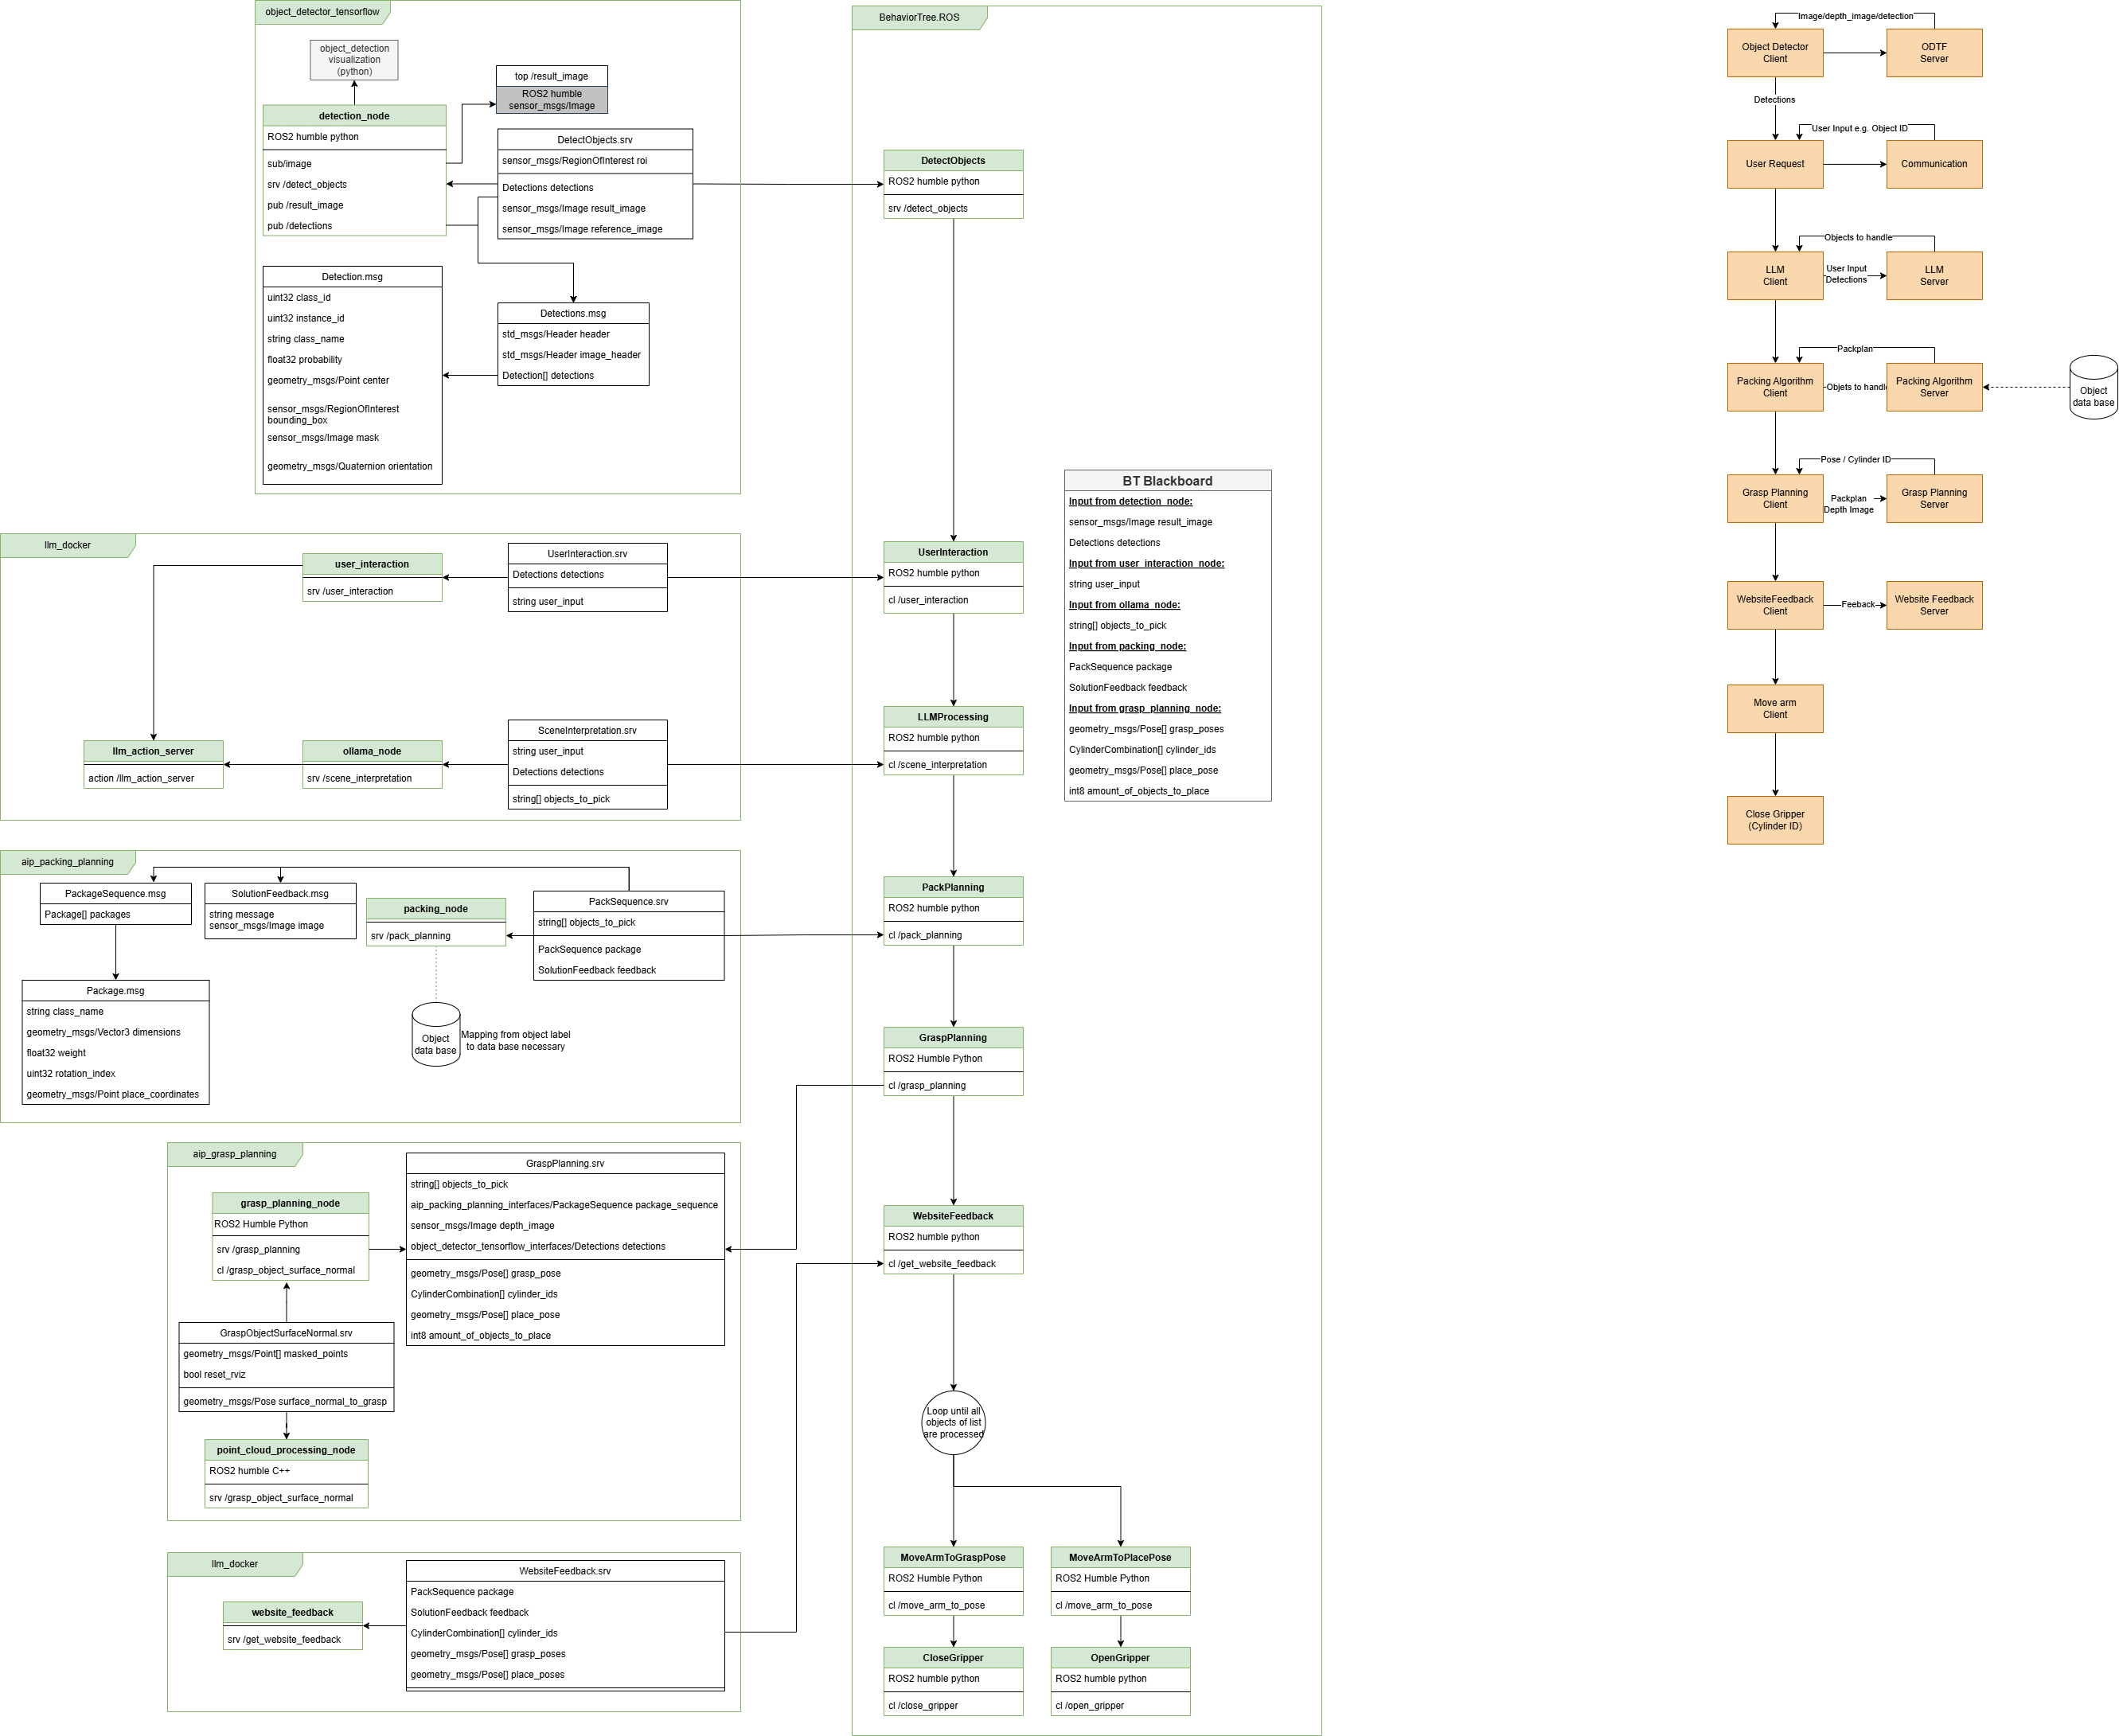 object_detector_tensorflow
object_detection
visualization
(python)
top /result_image
ROS2 humble
sensor_msgs/Image
detection_node
ROS2 humble python
sub/image
srv /detect_objects
pub /result_image
pub /detections
DetectObjects.srv
sensor_msgs/RegionOfInterest roi
Detections detections
sensor_msgs/Image result_image
sensor_msgs/Image reference_image
Detection.msg
uint32 class_id
uint32 instance_id
string class_name
float32 probability
geometry_msgs/Point center
sensor_msgs/RegionOfInterest
bounding_box
sensor_msgs/Image mask
geometry_msgs/Quaternion orientation
Detections.msg
std_msgs/Header header
std_msgs/Header image_header
Detection[] detections
llm_docker
user_interaction
srv /user_interaction
UserInteraction.srv
Detections detections
string user_input
llm_action_server
action /llm_action_server
ollama_node
srv /scene_interpretation
SceneInterpretation.srv
string user_input
Detections detections
string[] objects_to_pick
aip_packing_planning
PackageSequence.msg
Package[] packages
SolutionFeedback.msg
string message
sensor_msgs/Image image
packing_node
srv /pack_planning
PackSequence.srv
string[] objects_to_pick
PackSequence package
SolutionFeedback feedback
Package.msg
string class_name
geometry_msgs/Vector3 dimensions
float32 weight
uint32 rotation_index
geometry_msgs/Point place_coordinates
Object
data base
Mapping from object label
to data base necessary
aip_grasp_planning
grasp_planning_node
ROS2 Humble Python
srv /grasp_planning
cl /grasp_object_surface_normal
GraspPlanning.srv
string[] objects_to_pick
aip_packing_planning_interfaces/PackageSequence package_sequence
sensor_msgs/Image depth_image
object_detector_tensorflow_interfaces/Detections detections
geometry_msgs/Pose[] grasp_pose
CylinderCombination[] cylinder_ids
geometry_msgs/Pose[] place_pose
int8 amount_of_objects_to_place
GraspObjectSurfaceNormal.srv
geometry_msgs/Point[] masked_points
bool reset_rviz
geometry_msgs/Pose surface_normal_to_grasp
point_cloud_processing_node
ROS2 humble C++
srv /grasp_object_surface_normal
llm_docker
website_feedback
srv /get_website_feedback
WebsiteFeedback.srv
PackSequence package
SolutionFeedback feedback
CylinderCombination[] cylinder_ids
geometry_msgs/Pose[] grasp_poses
geometry_msgs/Pose[] place_poses
BehaviorTree.ROS
DetectObjects
ROS2 humble python
srv /detect_objects
UserInteraction
ROS2 humble python
cl /user_interaction
LLMProcessing
ROS2 humble python
cl /scene_interpretation
PackPlanning
ROS2 humble python
cl /pack_planning
GraspPlanning
ROS2 Humble Python
cl /grasp_planning
WebsiteFeedback
ROS2 humble python
cl /get_website_feedback
Loop until all
objects of list
are processed
MoveArmToGraspPose
ROS2 Humble Python
cl /move_arm_to_pose
MoveArmToPlacePose
ROS2 Humble Python
cl /move_arm_to_pose
CloseGripper
ROS2 humble python
cl /close_gripper
OpenGripper
ROS2 humble python
cl /open_gripper
BT Blackboard
Input from detection_node:
sensor_msgs/Image result_image
Detections detections
Input from user_interaction_node:
string user_input
Input from ollama_node:
string[] objects_to_pick
Input from packing_node:
PackSequence package
SolutionFeedback feedback
Input from grasp_planning_node:
geometry_msgs/Pose[] grasp_poses
CylinderCombination[] cylinder_ids
geometry_msgs/Pose[] place_pose
int8 amount_of_objects_to_place
Image/depth_image/detection
Object Detector
Client
ODTF
Server
Detections
User Input e.g. Object ID
User Request
Communication
Objects to handle
LLM
Client
User Input
Detections
LLM
Server
Packplan
Packing Algorithm
Client
Objets to handle
Packing Algorithm
Server
Object
data base
Pose / Cylinder ID
Grasp Planning
Client
Packplan
Depth Image
Grasp Planning
Server
WebsiteFeedback
Client
Feeback
Website Feedback
Server
Move arm
Client
Close Gripper
(Cylinder ID)